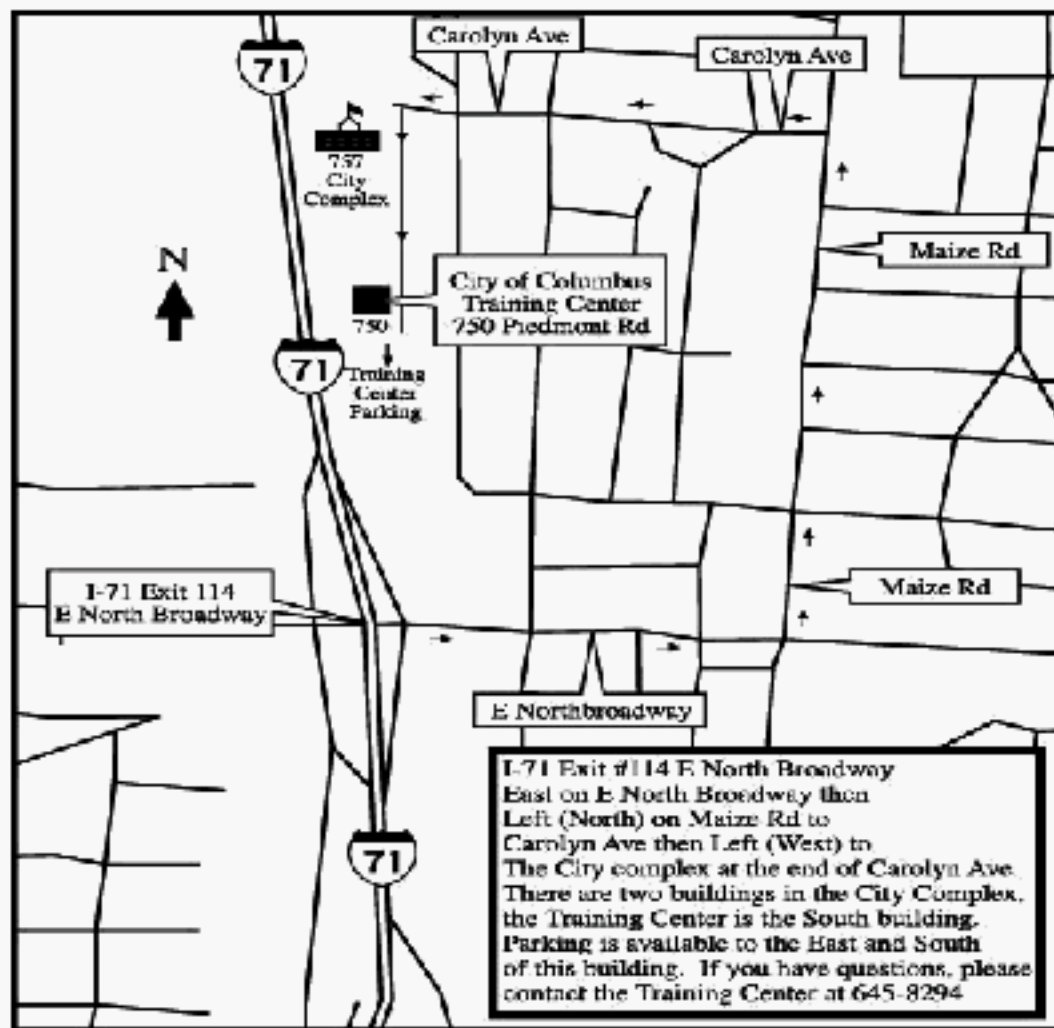 71
Carolyn Ave
Carolyn Ave
757
City
Complex
N
Maize Rd
City of Columbus
Training Center
750 Piedmont Rd
750
71
Training
Center
Parking
I-71 Exit 114
E North Broadway
Maize Rd
E Northbroadway
I-71 Exit #114 E North Broadway
East on E North Broadway then
Left (North) on Maize Rd to
Carolyn Ave then Left (West) to
The City complex at the end of Carolyn Ave.
There are two buildings in the City Complex,
the Training Center is the South building.
Parking is available to the East and South
of this building. If you have questions, please
contact the Training Center at 645-8294
71